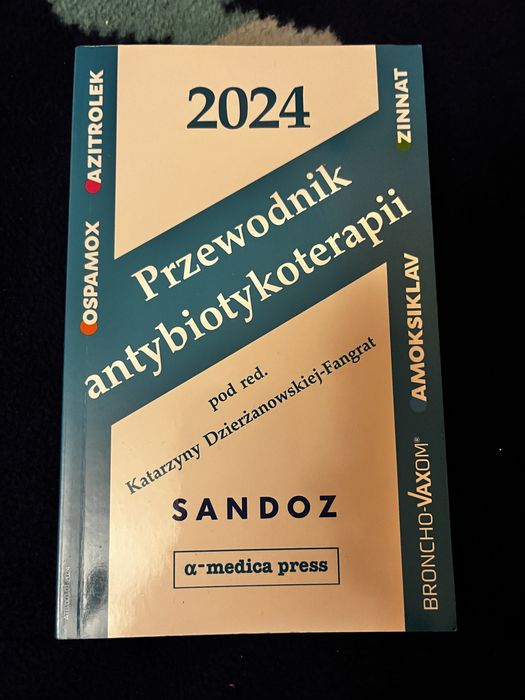 2024
Przewodnik
antybiotykoterapii
pod red.
Katarzyny Dzierżanowskiej-Fangrat
SANDOZ
α-medica press
AZITROLEK
OSPAMOX
ZINNAT
AMOKSIKLAV
BRONCHO-VAXOM®